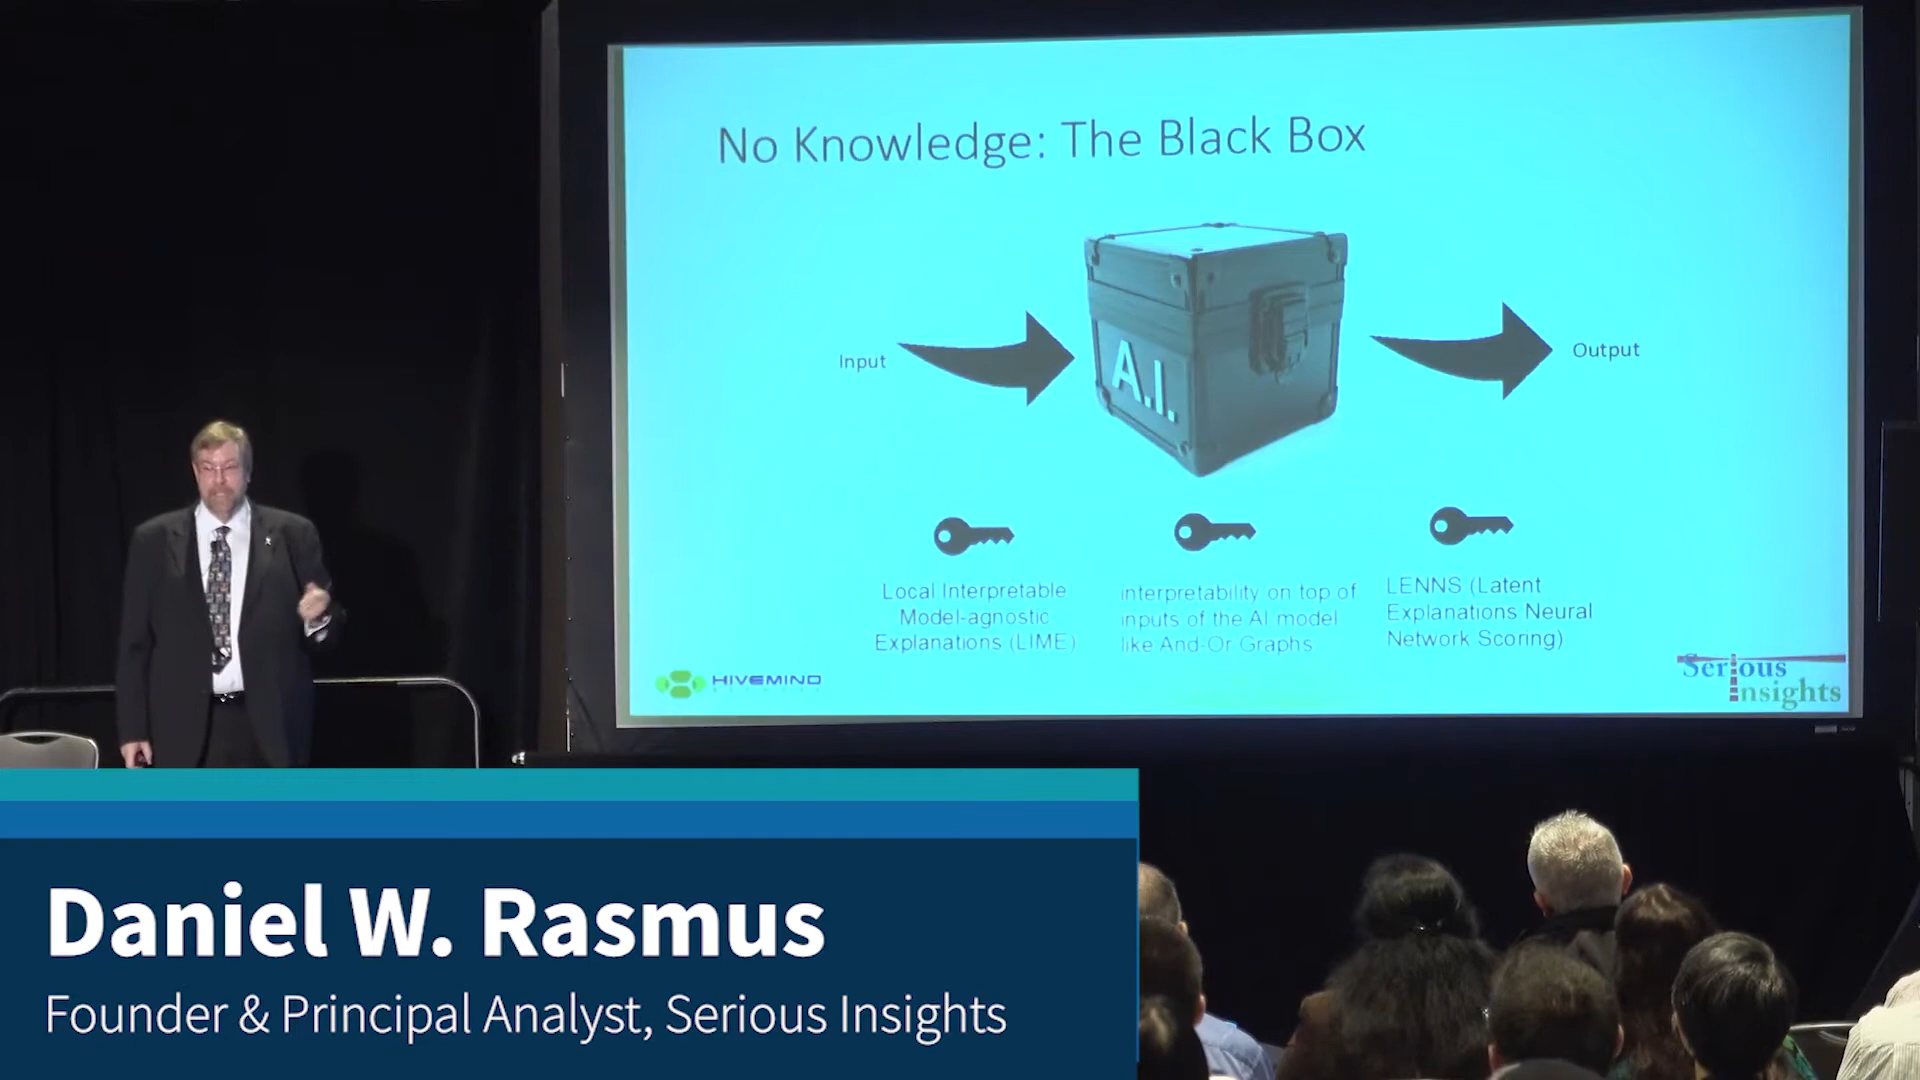 No Knowledge: The Black Box
Input
A.I.
Output
Local Interpretable
Model-agnostic
Explanations (LIME)
interpretability on top of
inputs of the AI model
like And-Or Graphs
LENNS (Latent
Explanations Neural
Network Scoring)
HIVEMIND
Serious
Insights
Daniel W. Rasmus
Founder & Principal Analyst, Serious Insights